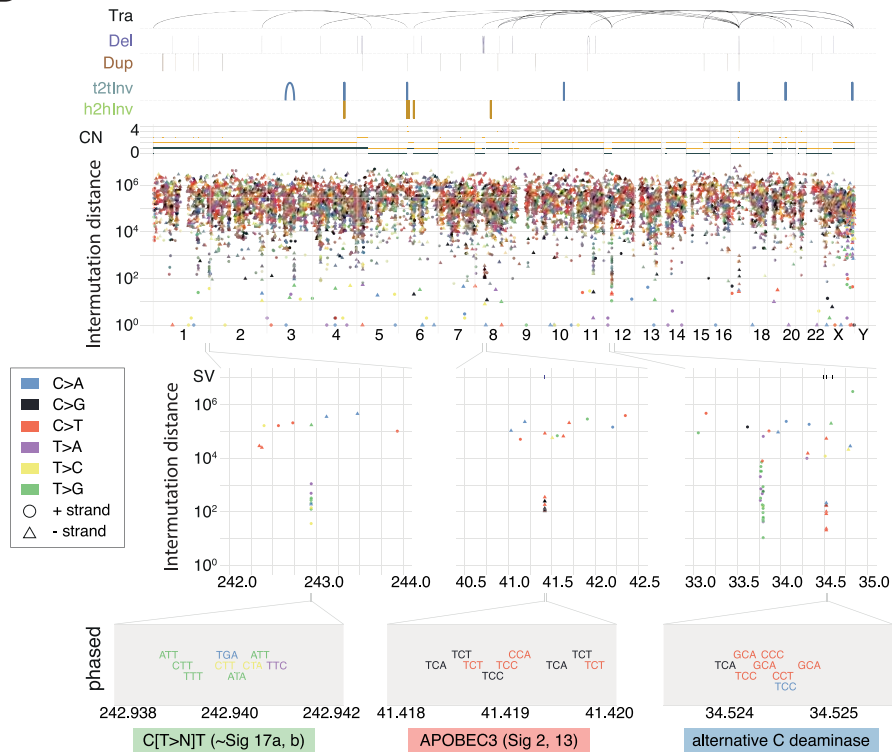 Tra
Del
Dup
t2tInv
h2hInv
CN
4
0
Intermutation distance
10^6
10^4
10^2
10^0
1 2 3 4 5 6 7 8 9 10 11 12 13 14 15 16 18 20 22 X Y
C>A
C>G
C>T
T>A
T>C
T>G
+ strand
- strand
SV
Intermutation distance
10^6
10^4
10^2
10^0
242.0 243.0 244.0
40.5 41.0 41.5 42.0 42.5
33.0 33.5 34.0 34.5 35.0
phased
ATT TGA ATT
CTT CTT CTA TTC
TTT ATA
242.938 242.940 242.942
C[T>N]T (~Sig 17a, b)
TCT CCA TCT
TCA TCT TCC TCA TCT
TCC
41.418 41.419 41.420
APOBEC3 (Sig 2, 13)
GCA CCC
TCA GCA GCA
TCC CCT
TCC
34.524 34.525
alternative C deaminase